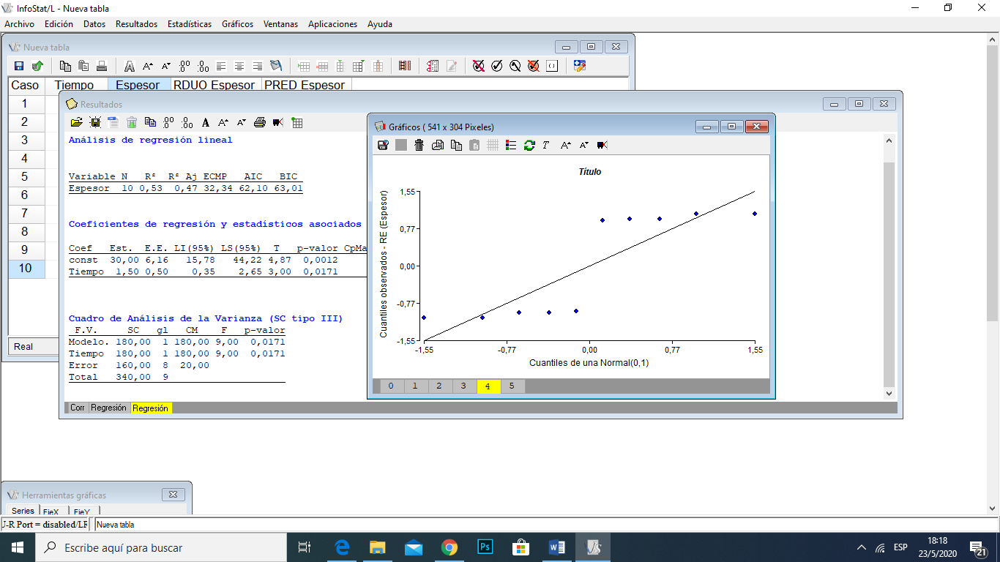 InfoStat/L - Nueva tabla
Archivo Edición Datos Resultados Estadísticas Gráficos Ventanas Aplicaciones Ayuda
Nueva tabla
Caso Tiempo Espesor RDUO Espesor PRED Espesor
1
2
3
4
5
6
7
8
9
10
Real
Resultados
Análisis de regresión lineal
Variable N R² R² Aj ECMP AIC BIC
Espesor 10 0,53 0,47 32,34 62,10 63,01
Coeficientes de regresión y estadísticos asociados
Coef Est. E.E. LI(95%) LS(95%) T p-valor CpMa
const 30,00 6,16 15,78 44,22 4,87 0,0012
Tiempo 1,50 0,50 0,35 2,65 3,00 0,0171
Cuadro de Análisis de la Varianza (SC tipo III)
F.V. SC gl CM F p-valor
Modelo. 180,00 1 180,00 9,00 0,0171
Tiempo 180,00 1 180,00 9,00 0,0171
Error 160,00 8 20,00
Total 340,00 9
Corr Regresión Regresión
Gráficos ( 541 x 304 Pixeles)
Título
Cuantiles observados - RE (Espesor)
1,55
0,77
0,00
-0,77
-1,55
-1,55 -0,77 0,00 0,77 1,55
Cuantiles de una Normal(0,1)
0 1 2 3 4 5
Herramientas gráficas
Series EjeX EjeY
J-R Port = disabled/LF Nueva tabla
Escribe aquí para buscar
ESP
18:18
23/5/2020
21